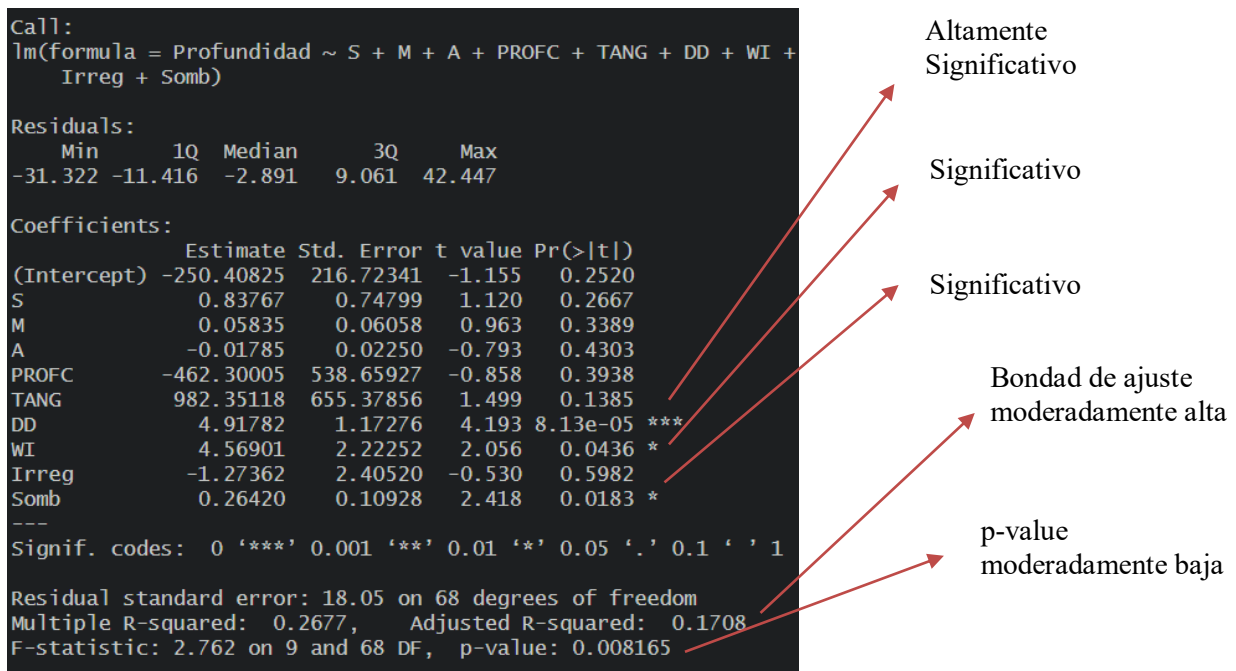 Call:
lm(formula = Profundidad ~ S + M + A + PROFC + TANG + DD + WI +
    Irreg + Somb)
Residuals:
    Min      1Q  Median      3Q     Max
-31.322 -11.416  -2.891   9.061  42.447
Coefficients:
              Estimate Std. Error t value Pr(>|t|)
(Intercept) -250.40825  216.72341  -1.155   0.2520
S              0.83767    0.74799   1.120   0.2667
M              0.05835    0.06058   0.963   0.3389
A             -0.01785    0.02250  -0.793   0.4303
PROFC       -462.30005  538.65927  -0.858   0.3938
TANG         982.35118  655.37856   1.499   0.1385
DD             4.91782    1.17276   4.193 8.13e-05 ***
WI             4.56901    2.22252   2.056   0.0436 *
Irreg         -1.27362    2.40520  -0.530   0.5982
Somb           0.26420    0.10928   2.418   0.0183 *
---
Signif. codes:  0 ‘***’ 0.001 ‘**’ 0.01 ‘*’ 0.05 ‘.’ 0.1 ‘ ’ 1
Residual standard error: 18.05 on 68 degrees of freedom
Multiple R-squared:  0.2677,    Adjusted R-squared:  0.1708
F-statistic: 2.762 on 9 and 68 DF,  p-value: 0.008165
Altamente
Significativo
Significativo
Significativo
Bondad de ajuste
moderadamente alta
p-value
moderadamente baja